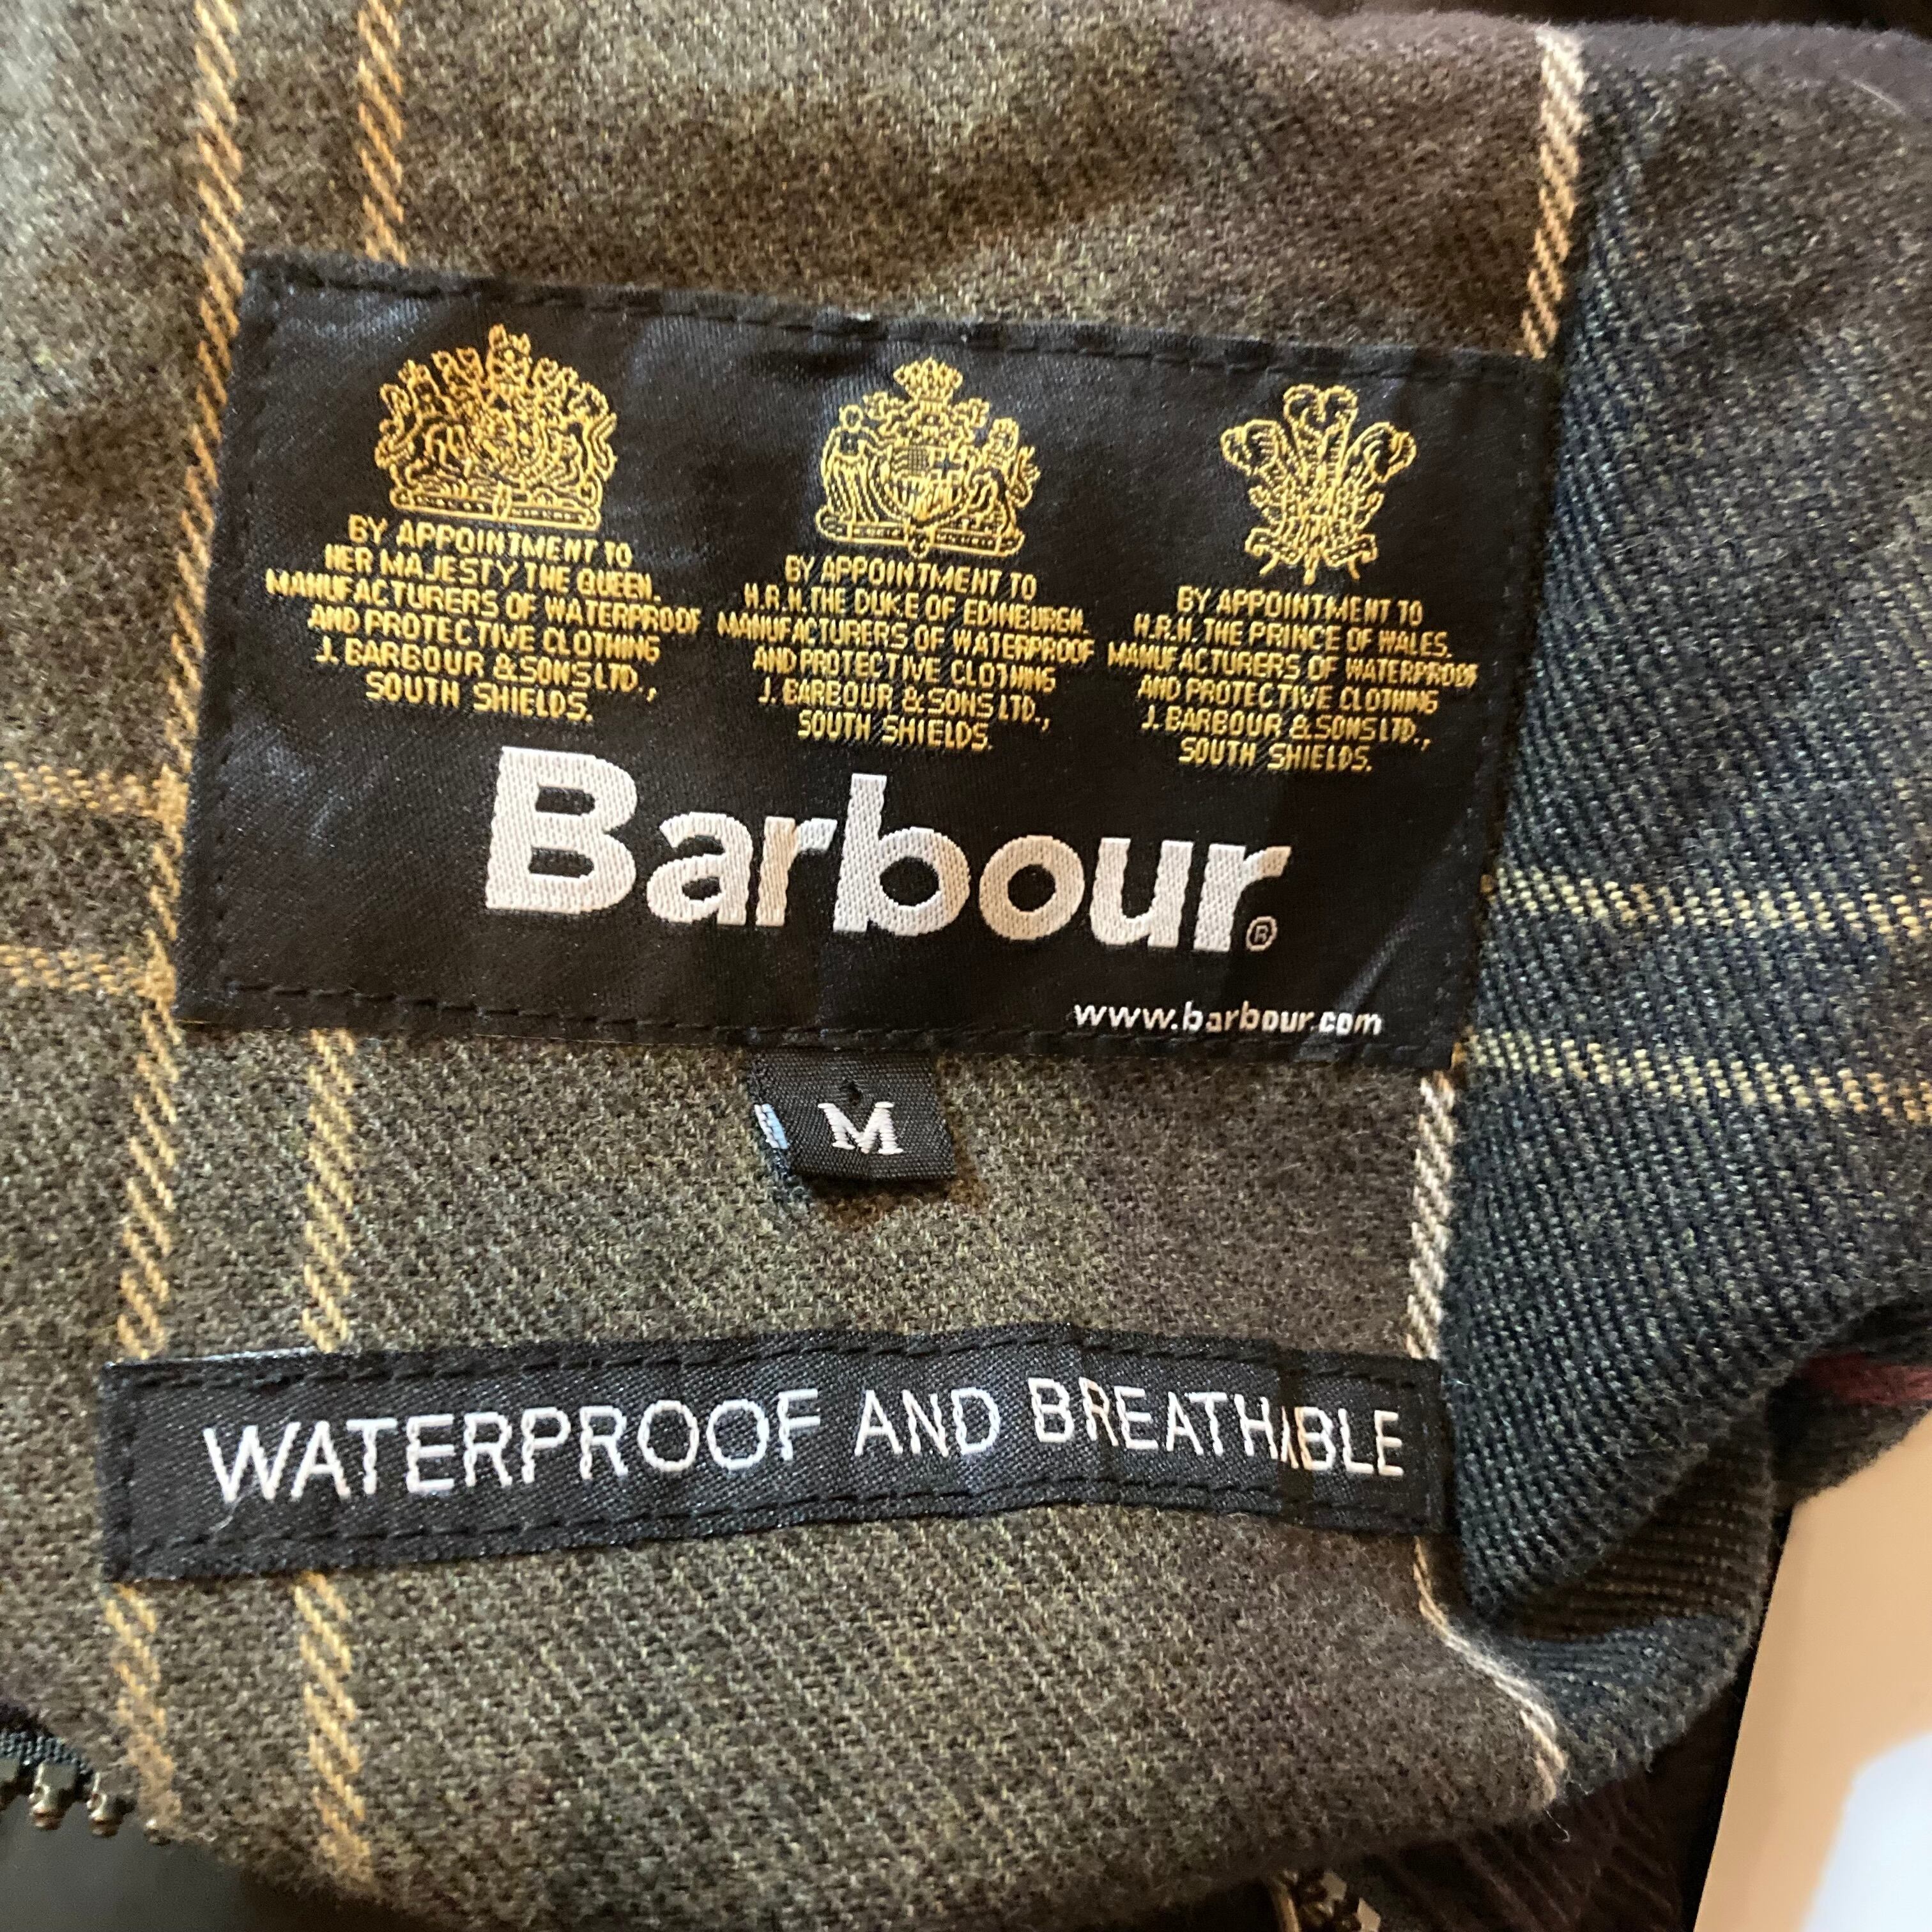 BY APPOINTMENT TO
HER MAJESTY THE QUEEN.
MANUFACTURERS OF WATERPROOF
AND PROTECTIVE CLOTHING
J. BARBOUR & SONS LTD.,
SOUTH SHIELDS.
BY APPOINTMENT TO
H.R.H. THE DUKE OF EDINBURGH.
MANUFACTURERS OF WATERPROOF
AND PROTECTIVE CLOTHING
J. BARBOUR & SONS LTD.,
SOUTH SHIELDS.
BY APPOINTMENT TO
H.R.H. THE PRINCE OF WALES.
MANUFACTURERS OF WATERPROOF
AND PROTECTIVE CLOTHING
J. BARBOUR & SONS LTD.,
SOUTH SHIELDS.
Barbour®
www.barbour.com
M
WATERPROOF AND BREATHABLE